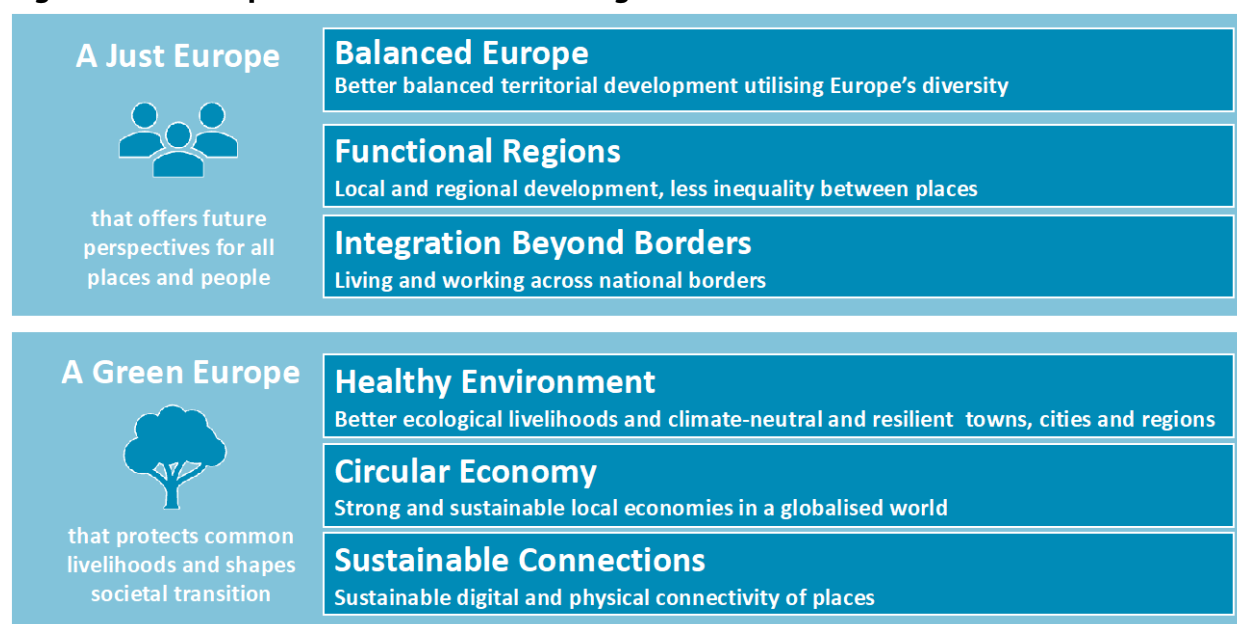 A Just Europe
that offers future
perspectives for all
places and people
Balanced Europe
Better balanced territorial development utilising Europe's diversity
Functional Regions
Local and regional development, less inequality between places
Integration Beyond Borders
Living and working across national borders
A Green Europe
that protects common
livelihoods and shapes
societal transition
Healthy Environment
Better ecological livelihoods and climate-neutral and resilient towns, cities and regions
Circular Economy
Strong and sustainable local economies in a globalised world
Sustainable Connections
Sustainable digital and physical connectivity of places